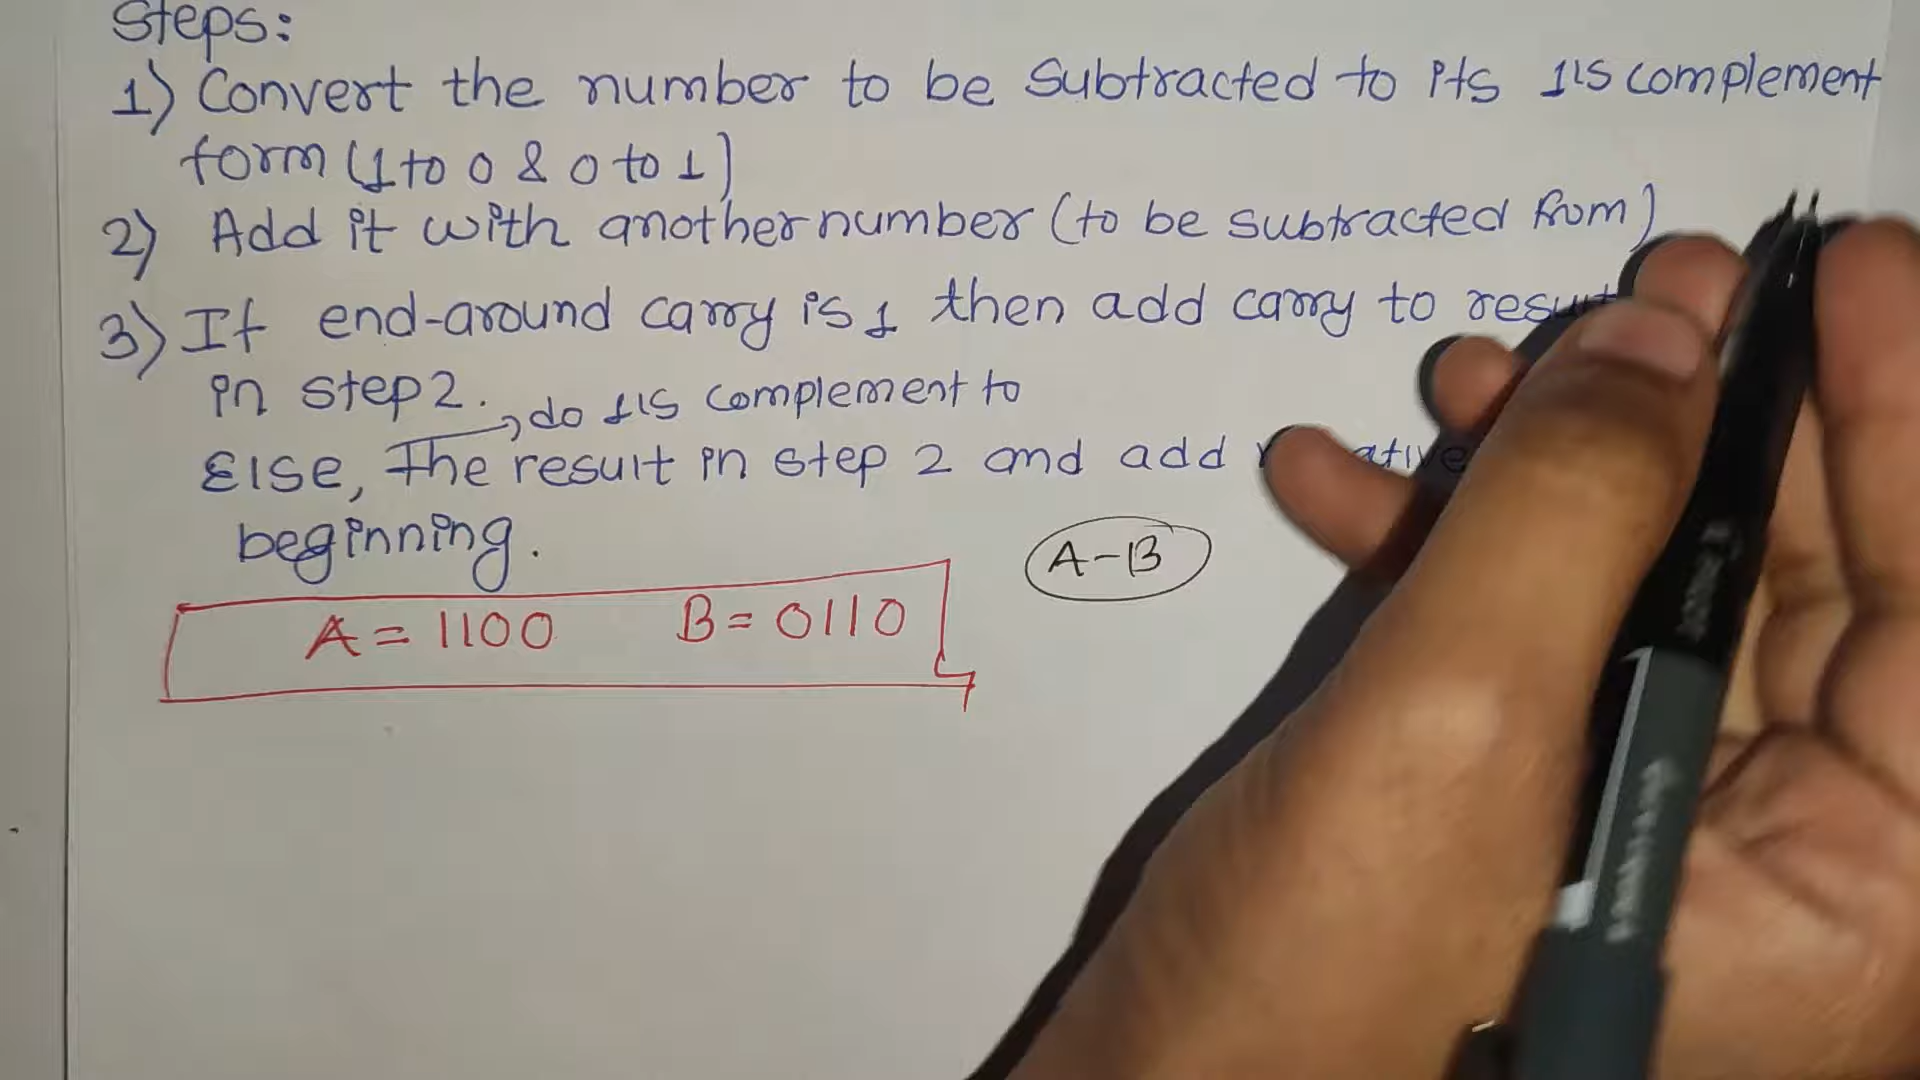 Steps:
1) Convert the number to be subtracted to its 1's complement
form (1 to 0 & 0 to 1)
2) Add it with another number (to be subtracted from)
3) If end-around carry is 1 then add carry to
in step 2.
do 1's complement to
Else, The result in step 2 and add
beginning.
A-B
A = 1100 B = 0110